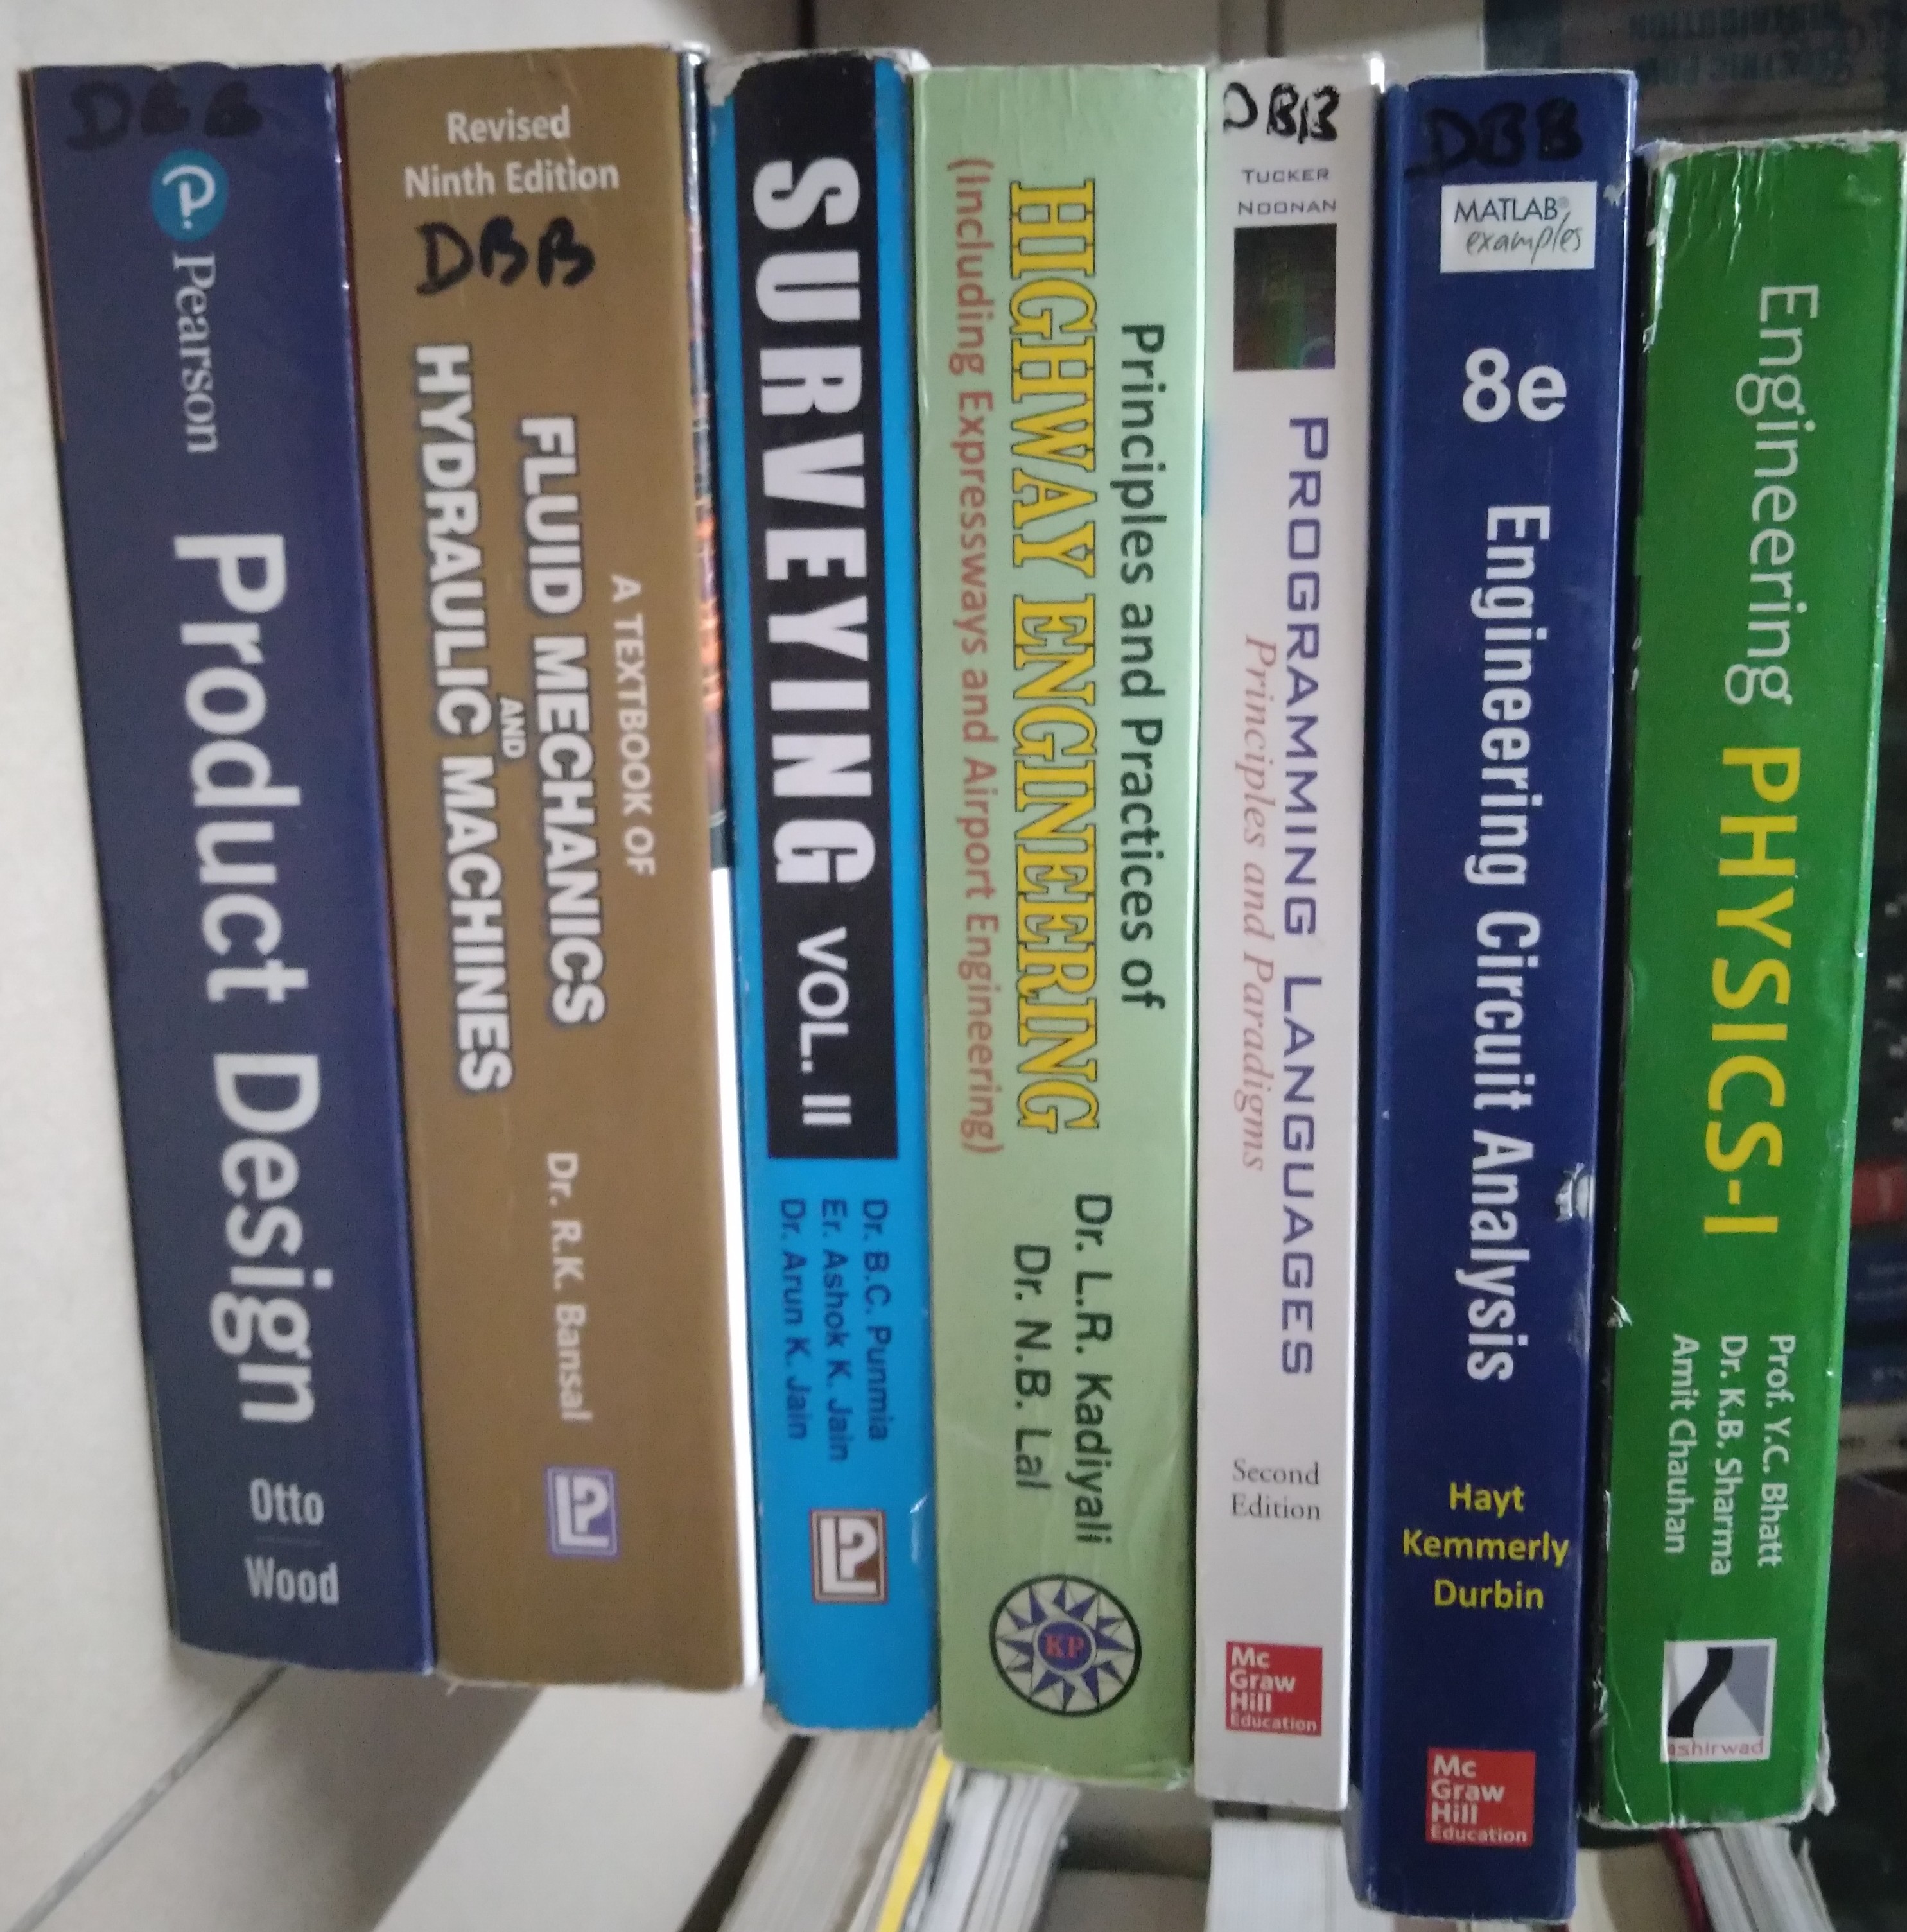 DBB
Pearson
Product Design
Otto
Wood
Revised
Ninth Edition
DBB
A TEXTBOOK OF
FLUID MECHANICS
AND
HYDRAULIC MACHINES
Dr. R.K. Bansal
SURVEYING VOL. II
Dr. B.C. Punmia
Er. Ashok K. Jain
Dr. Arun K. Jain
Principles and Practices of
HIGHWAY ENGINEERING
(Including Expressways and Airport Engineering)
Dr. L.R. Kadiyali
Dr. N.B. Lal
KP
DBB
TUCKER
NOONAN
PROGRAMMING LANGUAGES
Principles and Paradigms
Second
Edition
Mc
Graw
Hill
Education
DBB
MATLAB®
examples
8e
Engineering Circuit Analysis
Hayt
Kemmerly
Durbin
Mc
Graw
Hill
Education
Engineering PHYSICS-I
Prof. Y.C. Bhatt
Dr. K.B. Sharma
Amit Chauhan
ashirwad